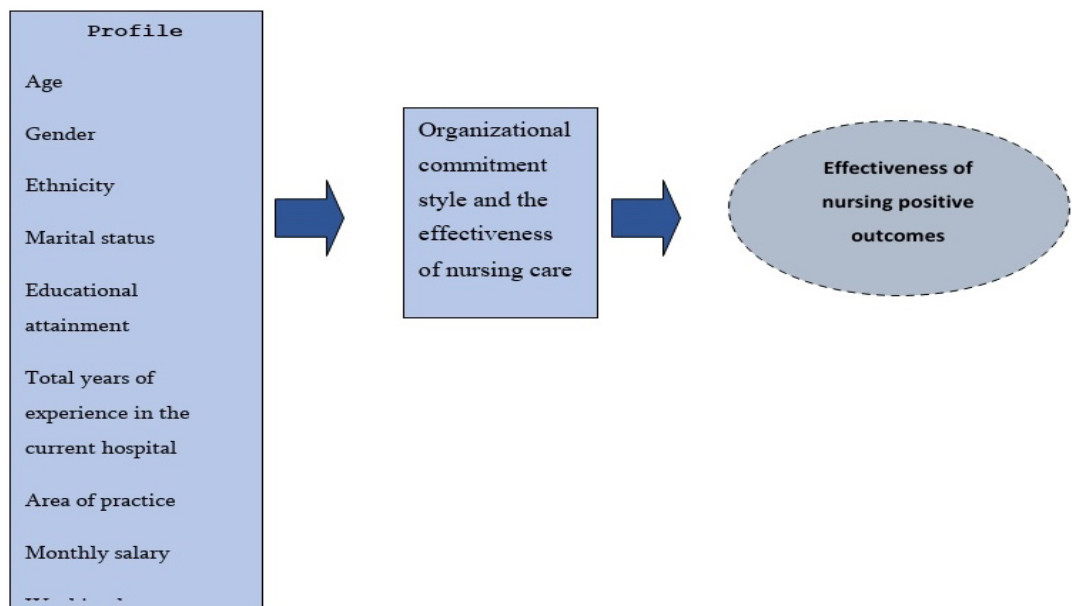 Profile
Age
Gender
Ethnicity
Marital status
Educational
attainment
Total years of
experience in the
current hospital
Area of practice
Monthly salary
Organizational
commitment
style and the
effectiveness
of nursing care
Effectiveness of
nursing positive
outcomes